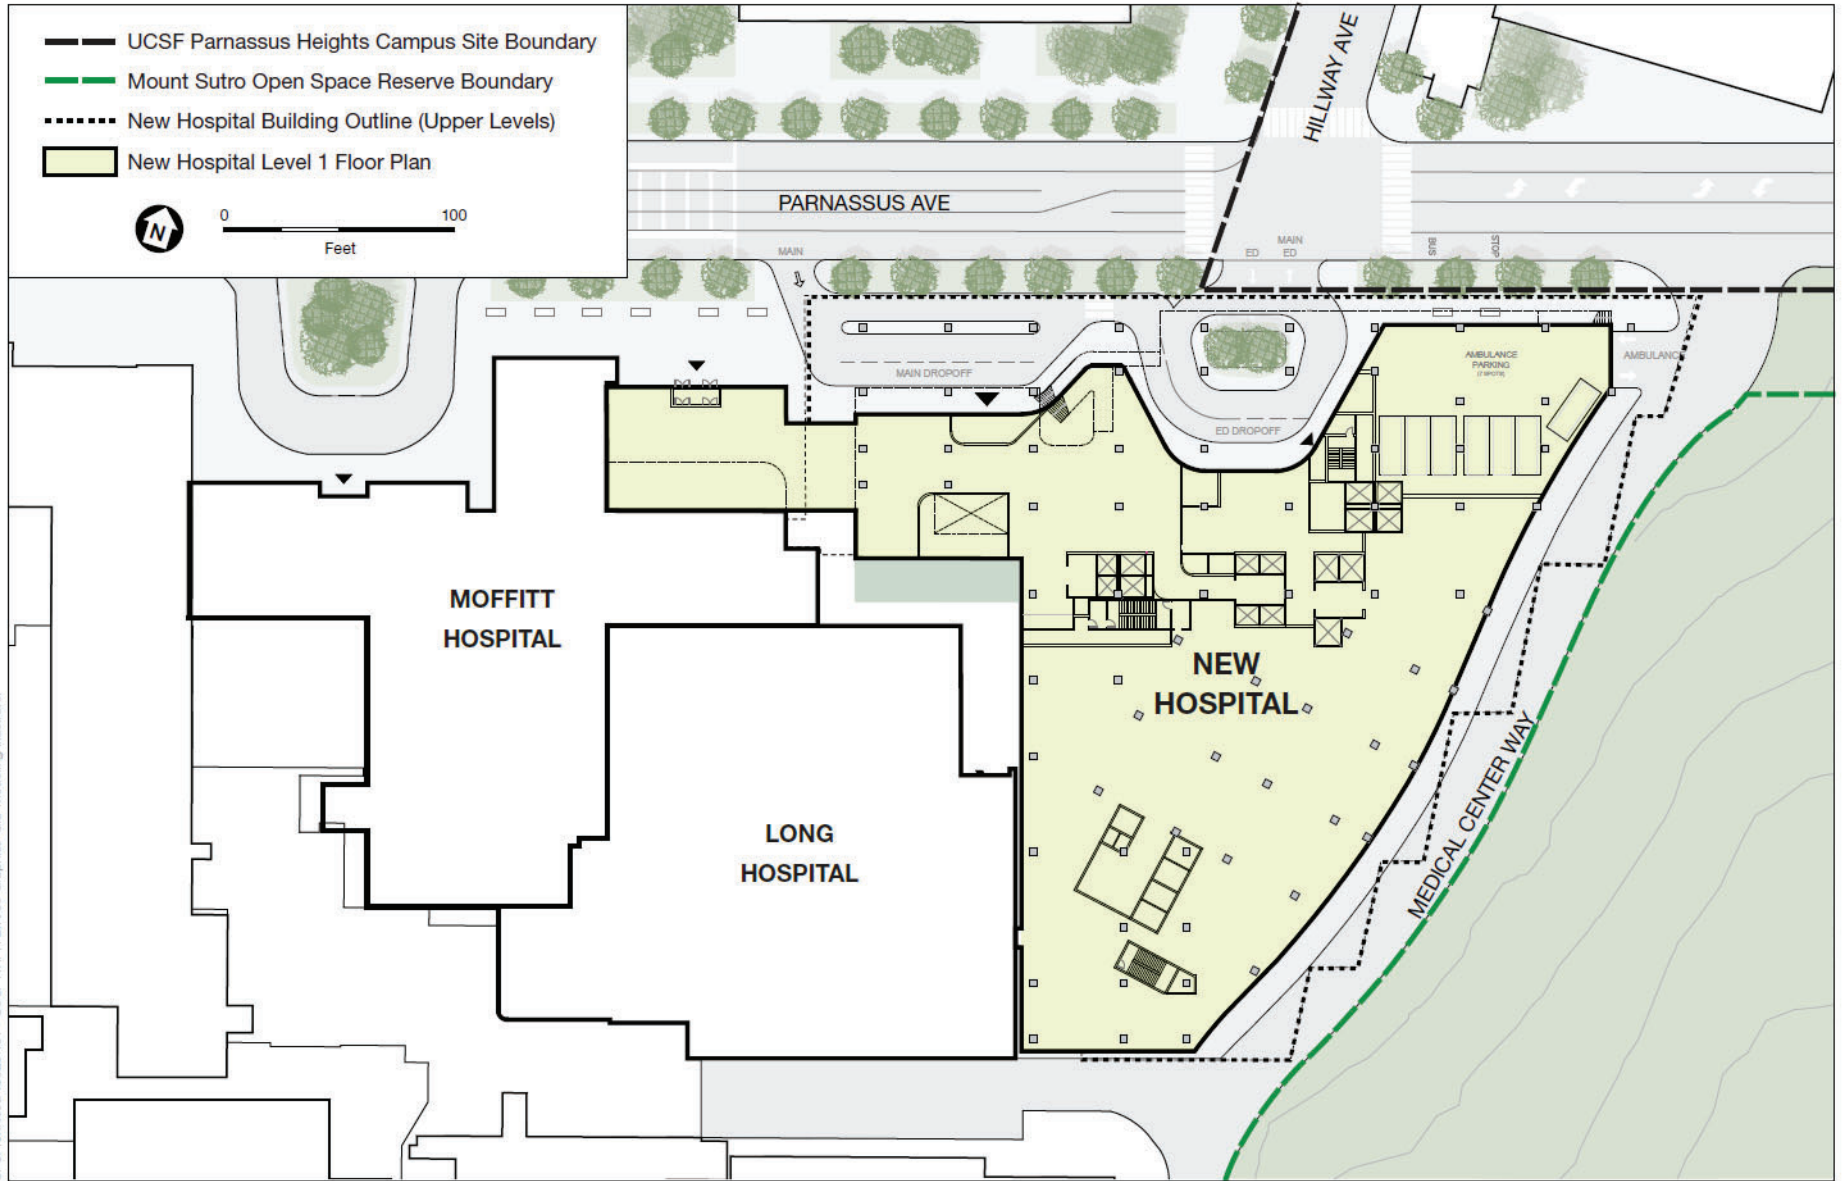 UCSF Parnassus Heights Campus Site Boundary
Mount Sutro Open Space Reserve Boundary
New Hospital Building Outline (Upper Levels)
New Hospital Level 1 Floor Plan
N
0 100
Feet
HILLWAY AVE
PARNASSUS AVE
MAIN
MAIN
ED ED
BUS STOP
MAIN DROPOFF
ED DROPOFF
AMBULANCE
PARKING
AMBULANCE
MOFFITT
HOSPITAL
LONG
HOSPITAL
NEW
HOSPITAL
MEDICAL CENTER WAY